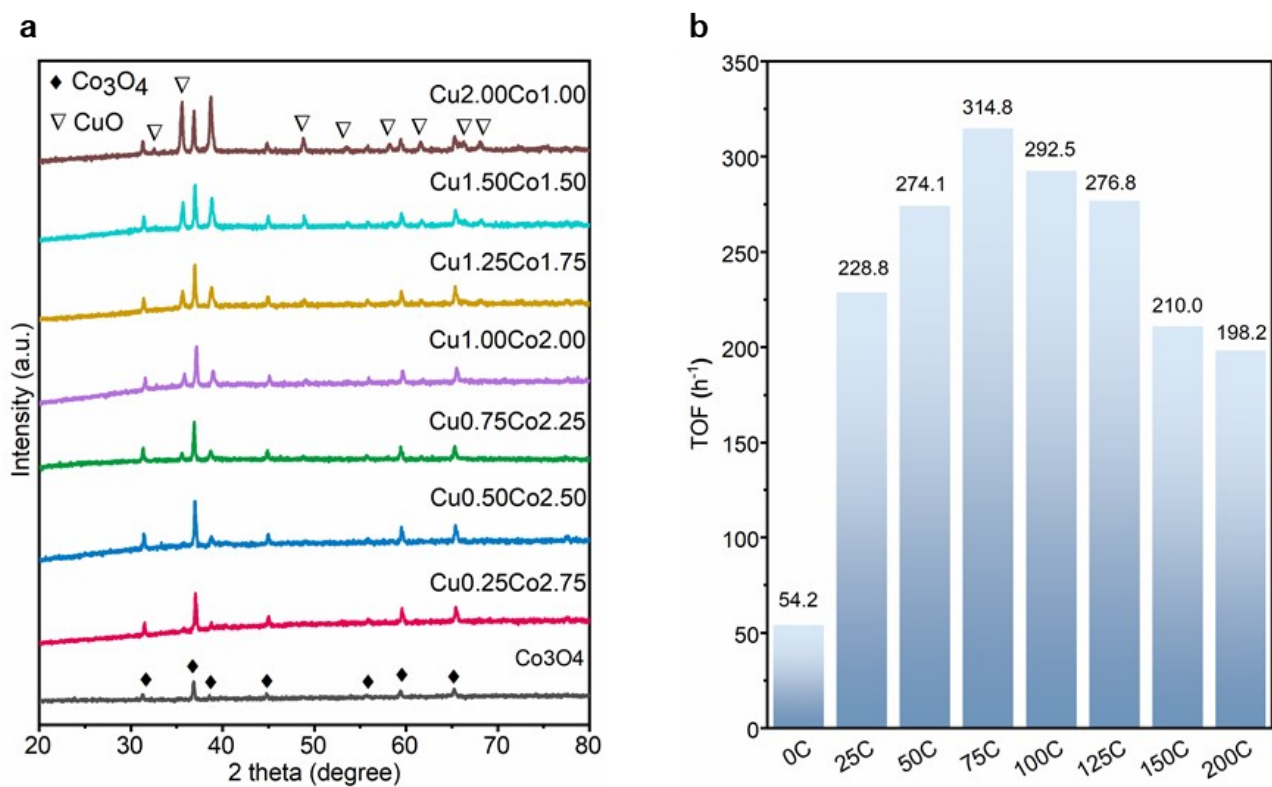 a
◆ Co₃O₄
▽ CuO
Cu2.00Co1.00
Cu1.50Co1.50
Cu1.25Co1.75
Cu1.00Co2.00
Cu0.75Co2.25
Cu0.50Co2.50
Cu0.25Co2.75
Co3O4
Intensity (a.u.)
20 30 40 50 60 70 80
2 theta (degree)
b
350
300
250
200
150
100
50
0
TOF (h⁻¹)
54.2
228.8
274.1
314.8
292.5
276.8
210.0
198.2
0C 25C 50C 75C 100C 125C 150C 200C